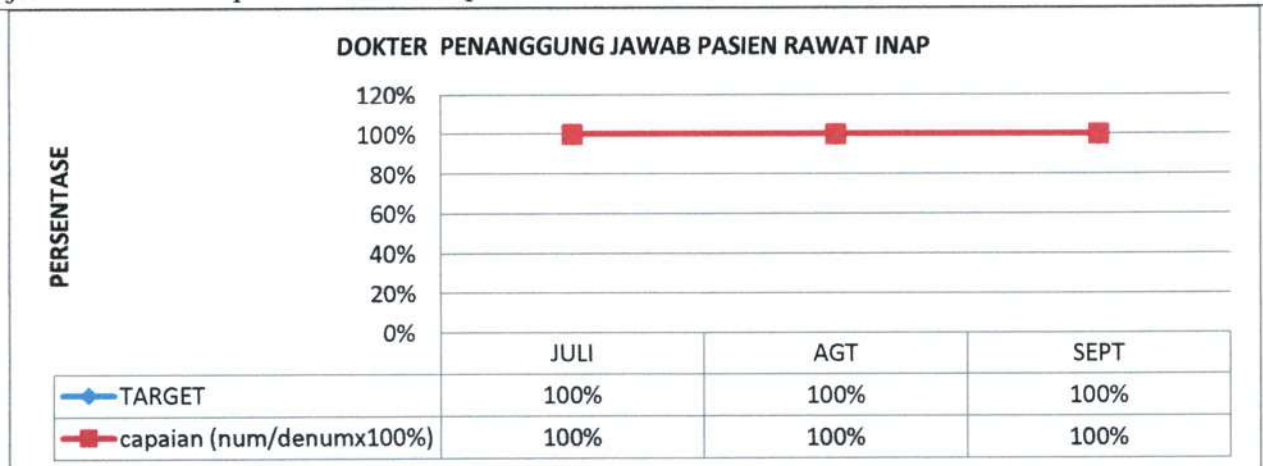 DOKTER PENANGGUNG JAWAB PASIEN RAWAT INAP
PERSENTASE
120%
100%
80%
60%
40%
20%
0%
JULI AGT SEPT
TARGET 100% 100% 100%
capaian (num/denumx100%) 100% 100% 100%